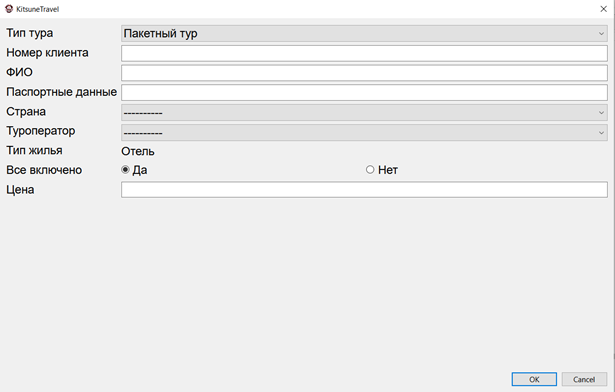 KitsuneTravel
Тип тура Пакетный тур
Номер клиента
ФИО
Паспортные данные
Страна ----------
Туроператор ----------
Тип жилья Отель
Все включено Да Нет
Цена
OK Cancel